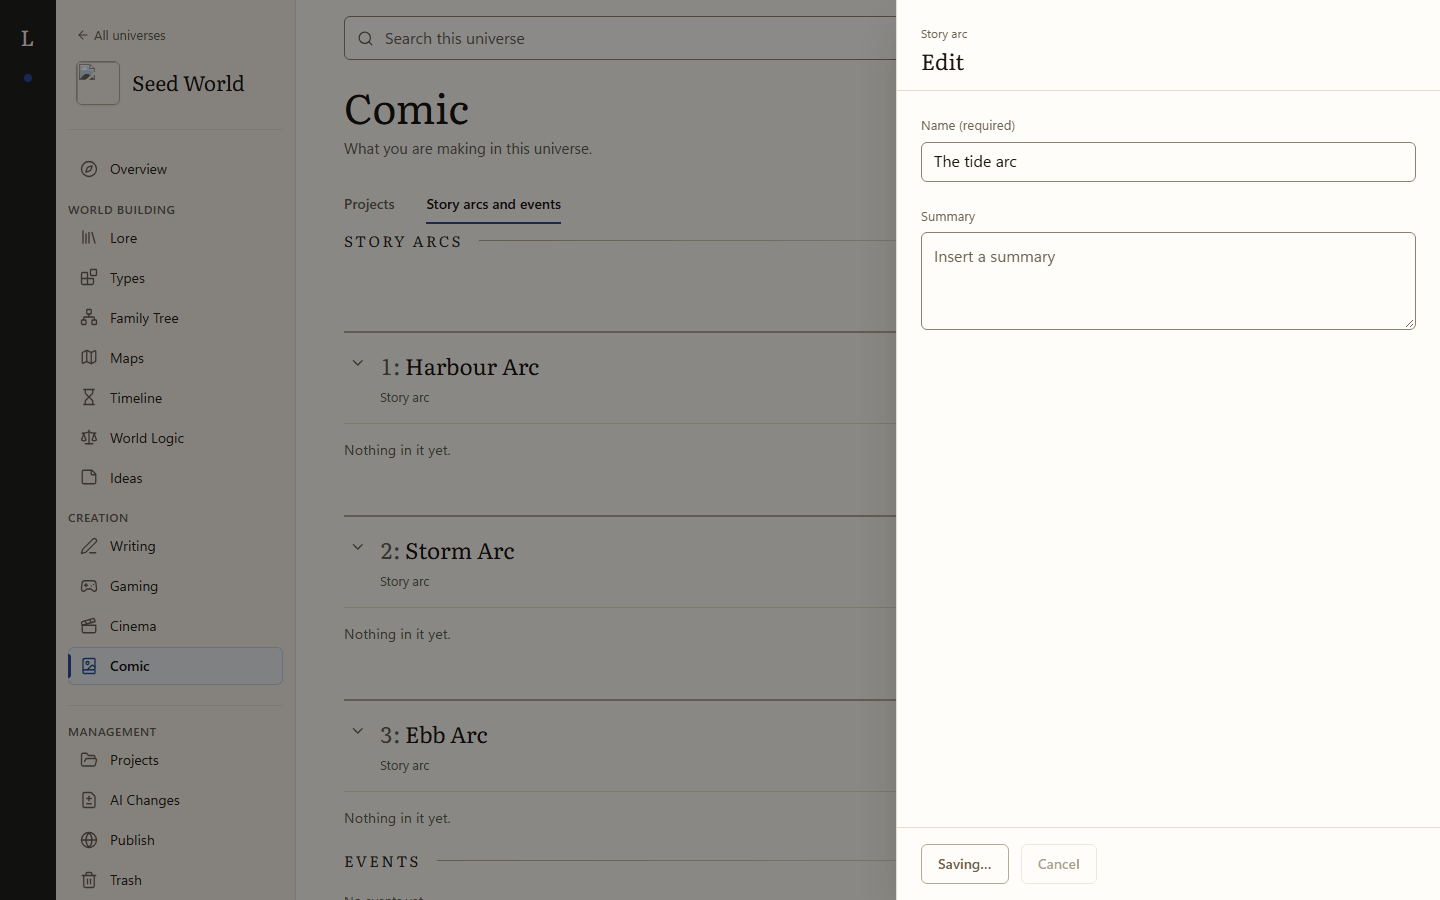 L
All universes
Seed World
Overview
WORLD BUILDING
Lore
Types
Family Tree
Maps
Timeline
World Logic
Ideas
CREATION
Writing
Gaming
Cinema
Comic
MANAGEMENT
Projects
AI Changes
Publish
Trash
Search this universe
Comic
What you are making in this universe.
Projects
Story arcs and events
STORY ARCS
1: Harbour Arc
Story arc
Nothing in it yet.
2: Storm Arc
Story arc
Nothing in it yet.
3: Ebb Arc
Story arc
Nothing in it yet.
EVENTS
Story arc
Edit
Name (required)
The tide arc
Summary
Insert a summary
Saving...
Cancel